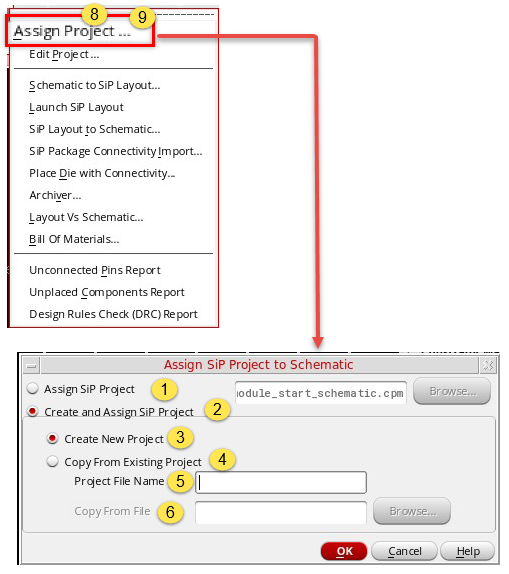 8 9
Assign Project ...
Edit Project ...
Schematic to SiP Layout...
Launch SiP Layout
SiP Layout to Schematic...
SiP Package Connectivity Import...
Place Die with Connectivity...
Archiver...
Layout Vs Schematic...
Bill Of Materials...
Unconnected Pins Report
Unplaced Components Report
Design Rules Check (DRC) Report
Assign SiP Project to Schematic
Assign SiP Project 1 module_start_schematic.cpm Browse...
Create and Assign SiP Project 2
Create New Project 3
Copy From Existing Project 4
Project File Name 5
Copy From File 6 Browse...
OK Cancel Help